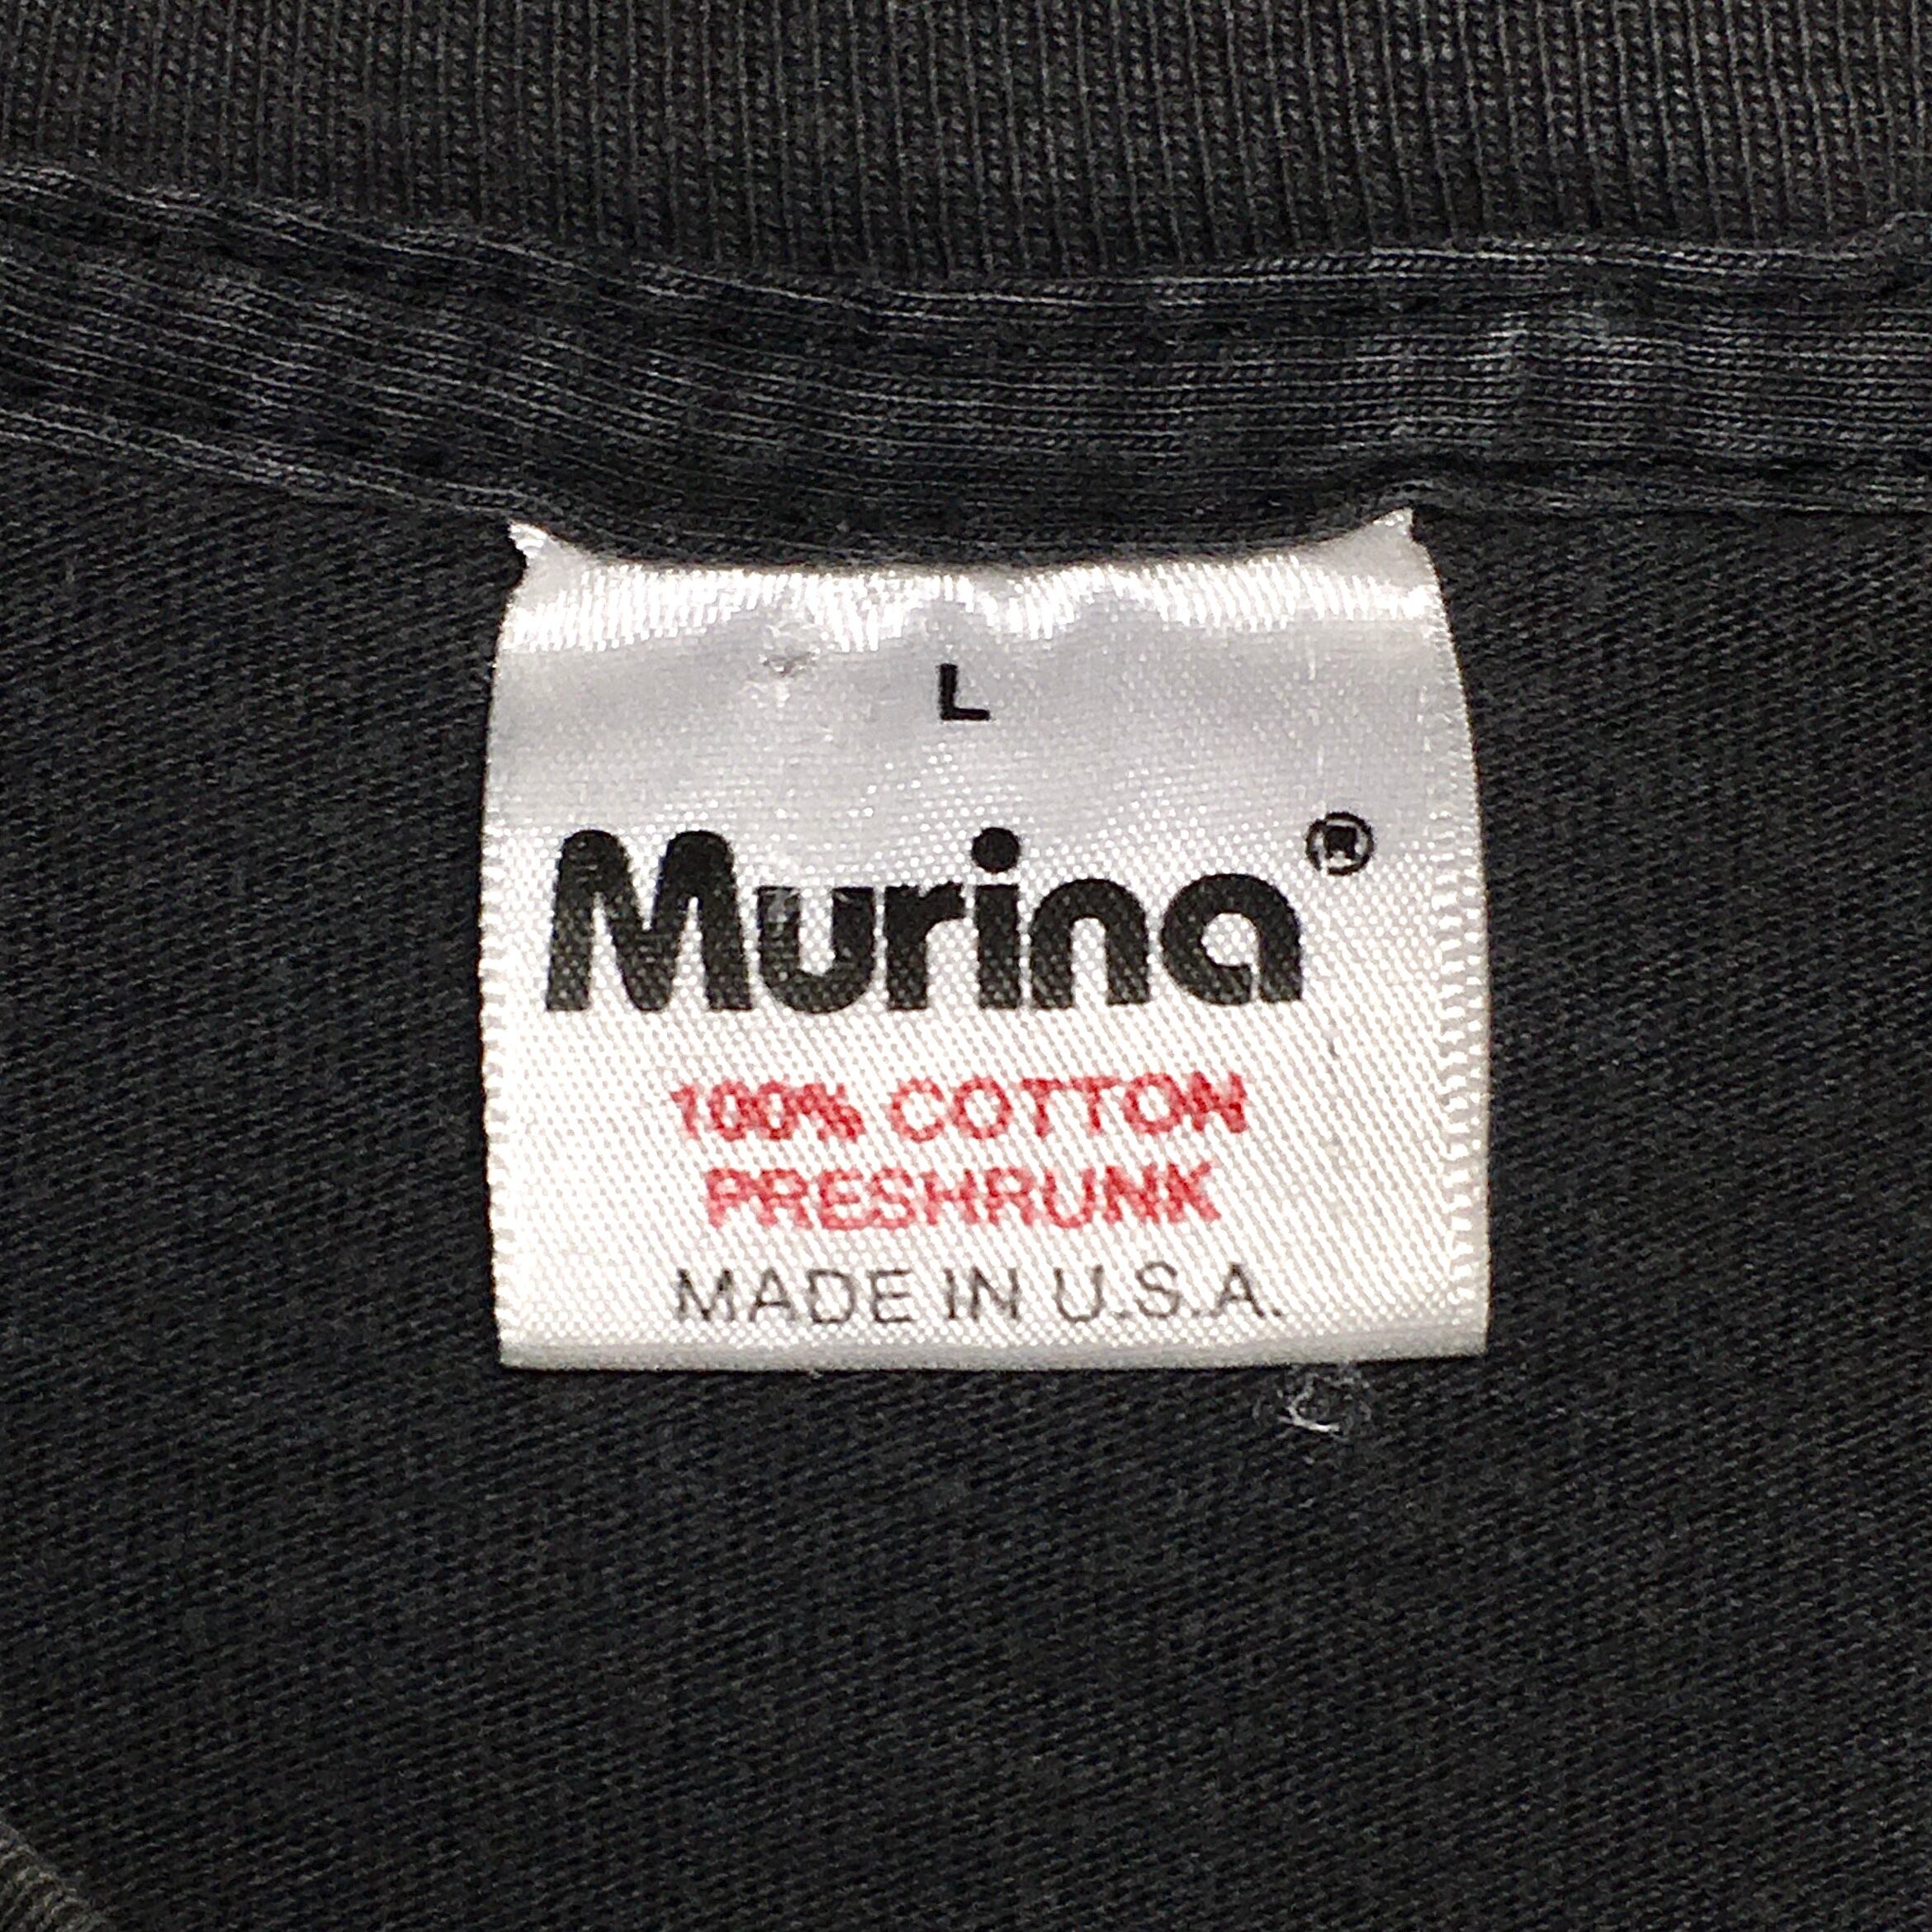 L
Murina®
100% COTTON
PRESHRUNK
MADE IN U.S.A.